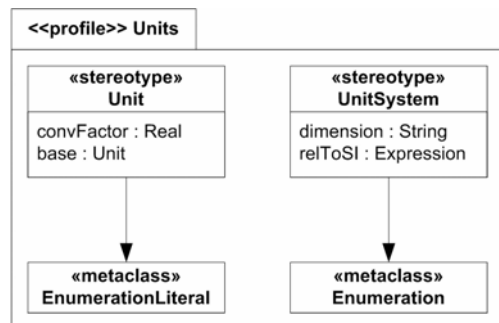 <<profile>> Units
«stereotype»
Unit
convFactor : Real
base : Unit
«stereotype»
UnitSystem
dimension : String
relToSI : Expression
«metaclass»
EnumerationLiteral
«metaclass»
Enumeration